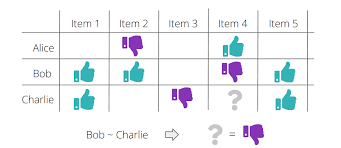 Item 1 Item 2 Item 3 Item 4 Item 5
Alice
Bob
Charlie ?
Bob ~ Charlie ⇨ ? =